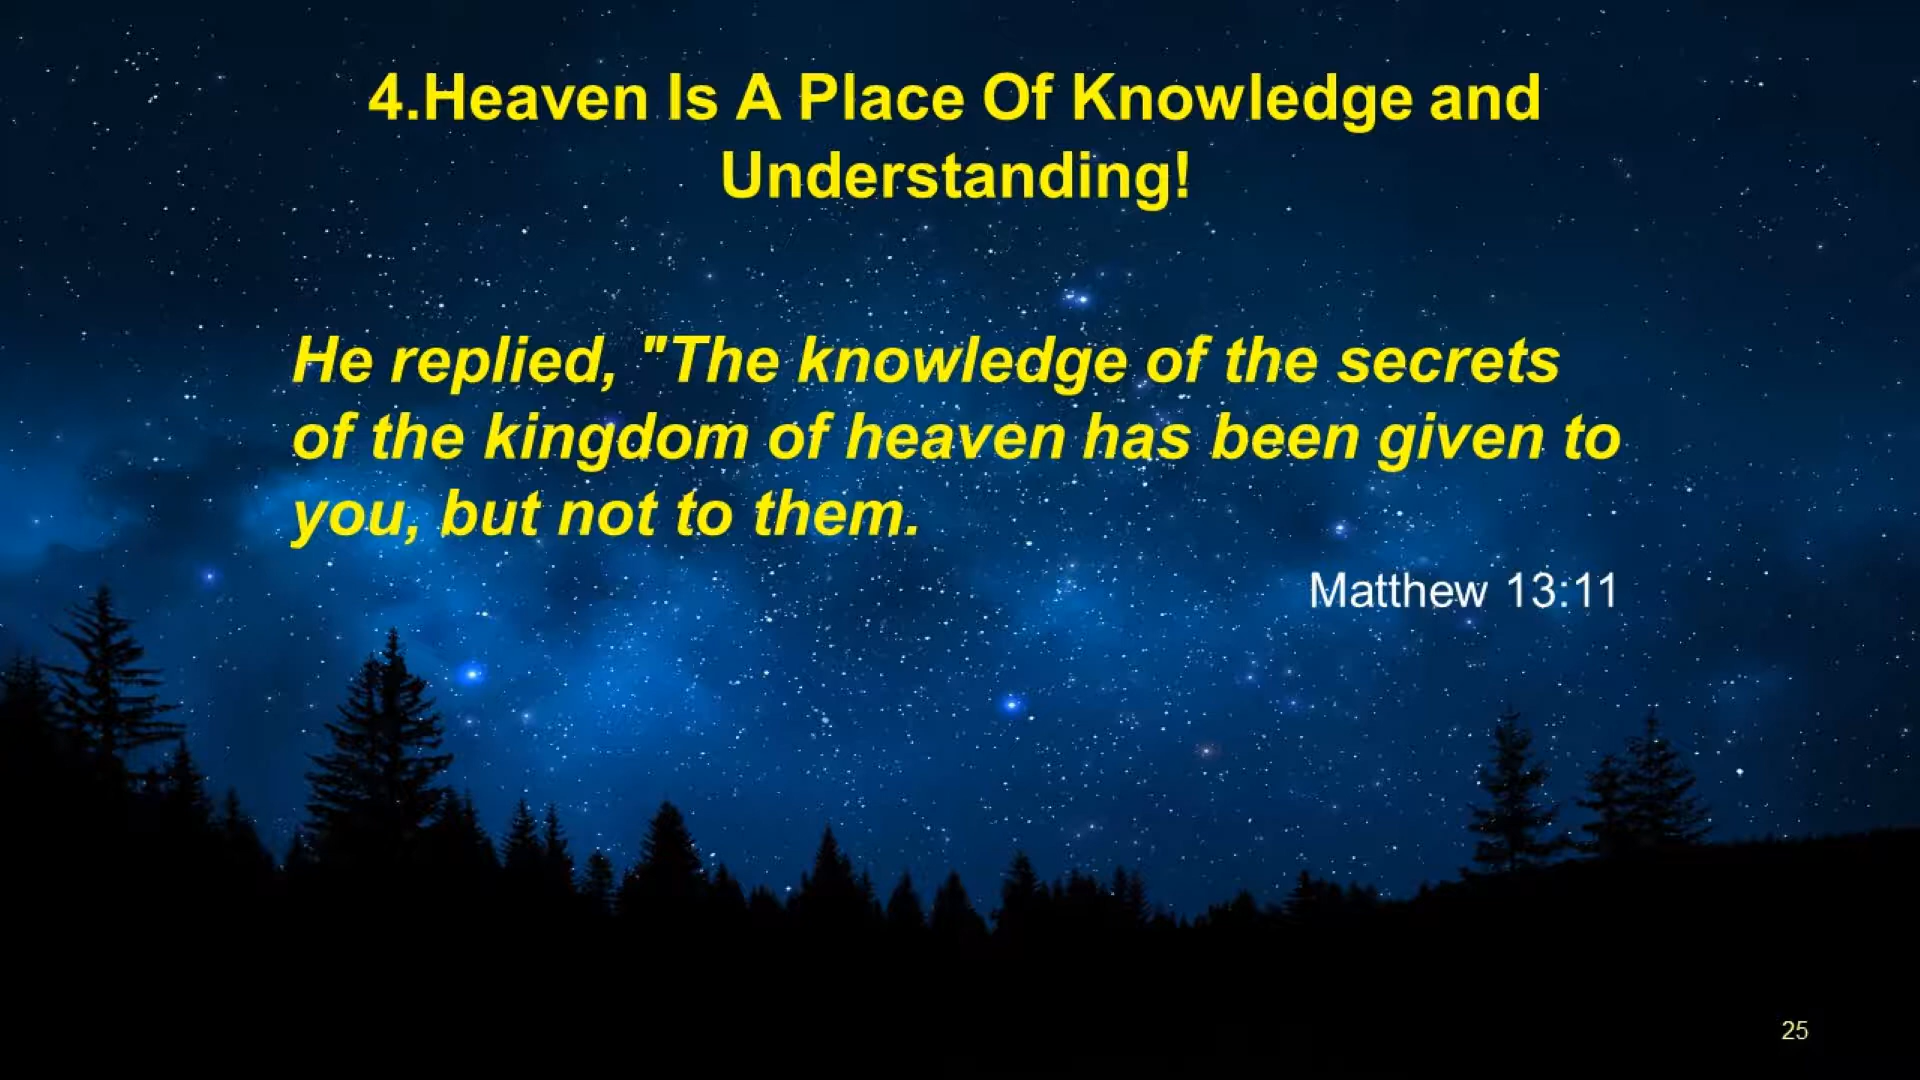 4.Heaven Is A Place Of Knowledge and
Understanding!
He replied, "The knowledge of the secrets
of the kingdom of heaven has been given to
you, but not to them.
Matthew 13:11
25